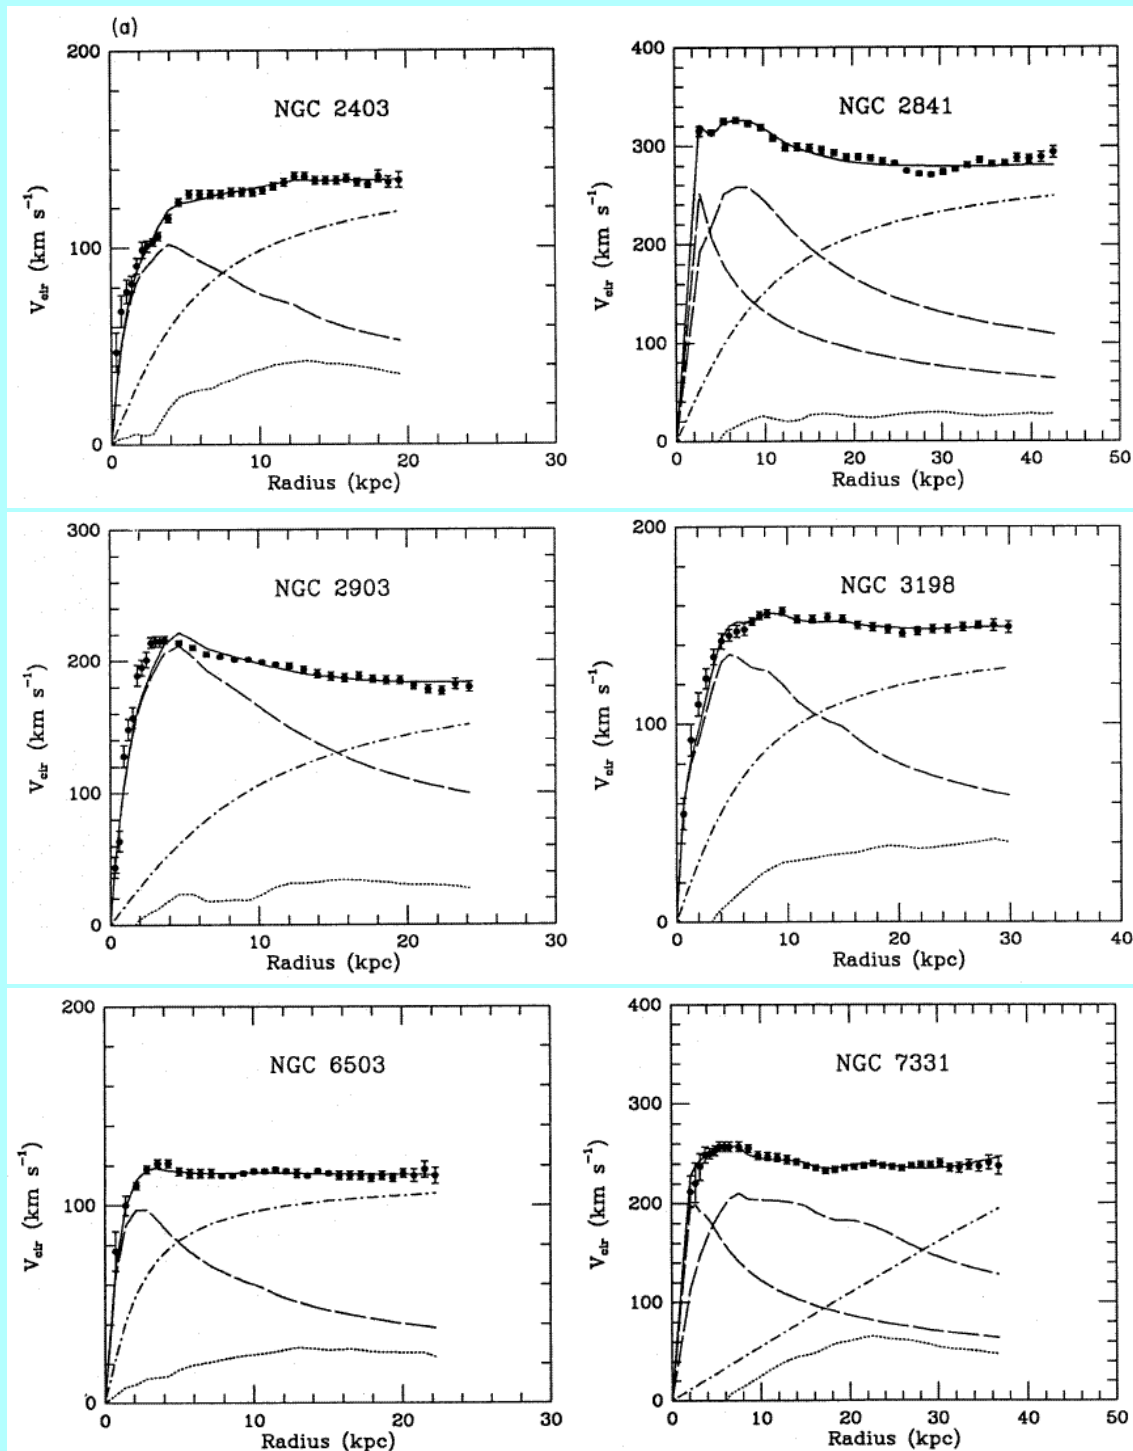 (a)
200
NGC 2403
100
0
V_cir (km s⁻¹)
0 10 20 30
Radius (kpc)
400
NGC 2841
300
200
100
0
V_cir (km s⁻¹)
0 10 20 30 40 50
Radius (kpc)
300
NGC 2903
200
100
0
V_cir (km s⁻¹)
0 10 20 30
Radius (kpc)
200
NGC 3198
100
0
V_cir (km s⁻¹)
0 10 20 30 40
Radius (kpc)
200
NGC 6503
100
0
V_cir (km s⁻¹)
0 10 20 30
Radius (kpc)
400
NGC 7331
300
200
100
0
V_cir (km s⁻¹)
0 10 20 30 40 50
Radius (kpc)